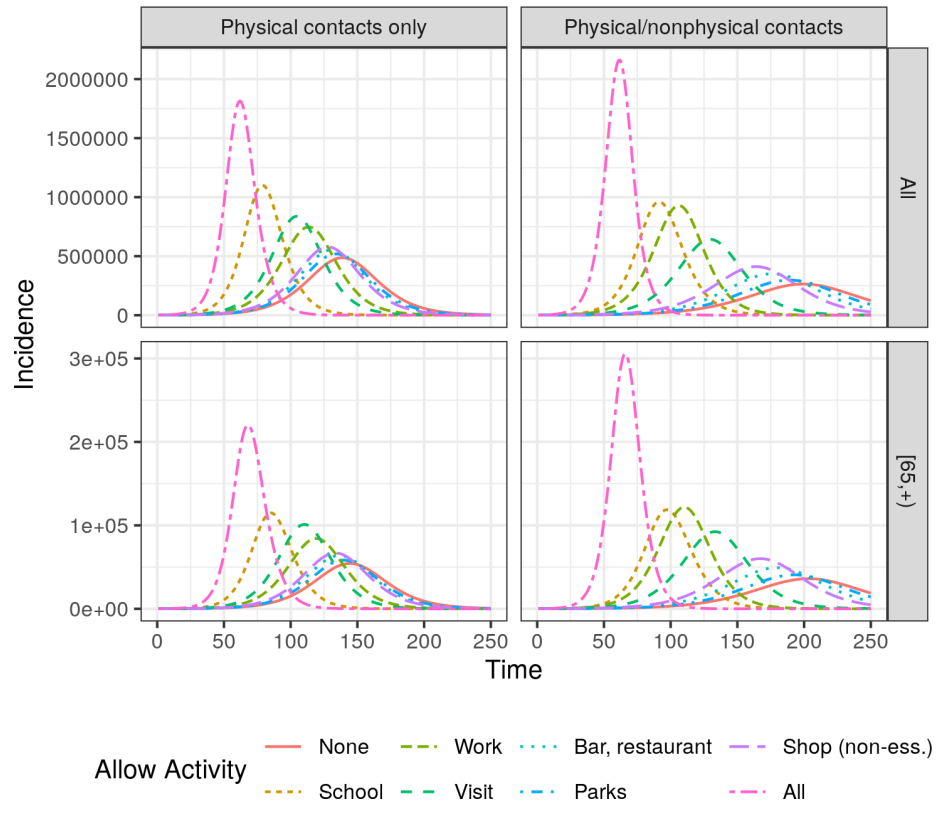 Physical contacts only
Physical/nonphysical contacts
2000000
1500000
1000000
500000
0
All
3e+05
2e+05
1e+05
0e+00
[65,+)
Incidence
0 50 100 150 200 250
0 50 100 150 200 250
Time
Allow Activity
None Work Bar, restaurant Shop (non-ess.)
School Visit Parks All